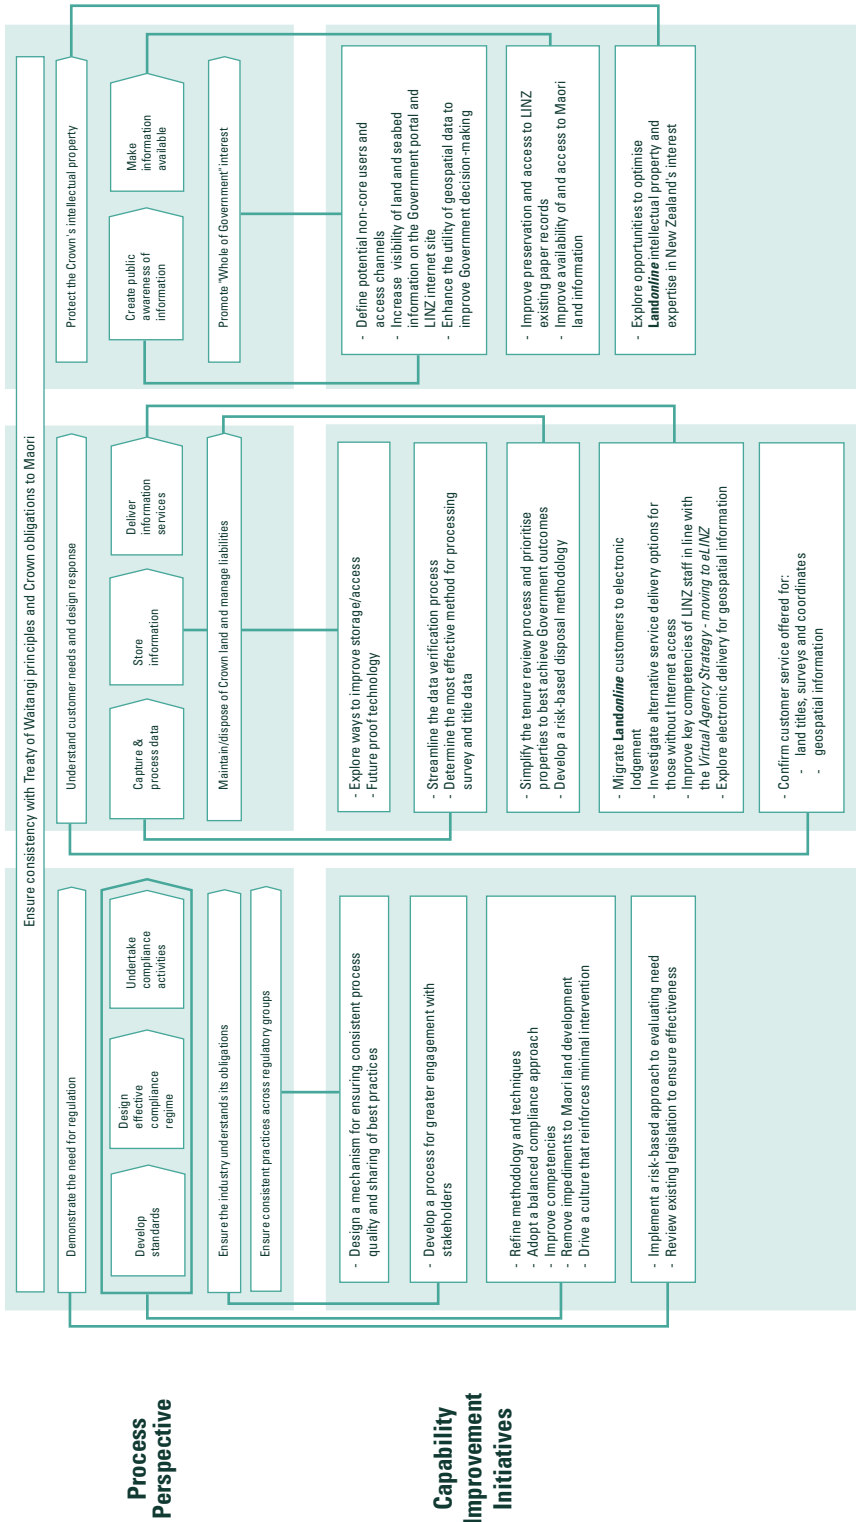 Process
Perspective
Ensure consistency with Treaty of Waitangi principles and Crown obligations to Maori
Demonstrate the need for regulation
Develop
standards
Design
effective
compliance
regime
Undertake
compliance
activities
Ensure the industry understands its obligations
Ensure consistent practices across regulatory groups
Understand customer needs and design response
Capture &
process data
Store
information
Deliver
information
services
Maintain/dispose of Crown land and manage liabilities
Protect the Crown's intellectual property
Create public
awareness of
information
Make
information
available
Promote "Whole of Government" interest
Capability
Improvement
Initiatives
- Design a mechanism for ensuring consistent process
quality and sharing of best practices
- Develop a process for greater engagement with
stakeholders
- Refine methodology and techniques
- Adopt a balanced compliance approach
- Improve competencies
- Remove impediments to Maori land development
- Drive a culture that reinforces minimal intervention
- Implement a risk-based approach to evaluating need
- Review existing legislation to ensure effectiveness
- Explore ways to improve storage/access
- Future proof technology
- Streamline the data verification process
- Determine the most effective method for processing
survey and title data
- Simplify the tenure review process and prioritise
properties to best achieve Government outcomes
- Develop a risk-based disposal methodology
- Migrate Landonline customers to electronic
lodgement
- Investigate alternative service delivery options for
those without Internet access
- Improve key competencies of LINZ staff in line with
the Virtual Agency Strategy - moving to eLINZ
- Explore electronic delivery for geospatial information
- Confirm customer service offered for:
- land titles, surveys and coordinates
- geospatial information
- Define potential non-core users and
access channels
- Increase visibility of land and seabed
information on the Government portal and
LINZ internet site
- Enhance the utility of geospatial data to
improve Government decision-making
- Improve preservation and access to LINZ
existing paper records
- Improve availability of and access to Maori
land information
- Explore opportunities to optimise
Landonline intellectual property and
expertise in New Zealand's interest